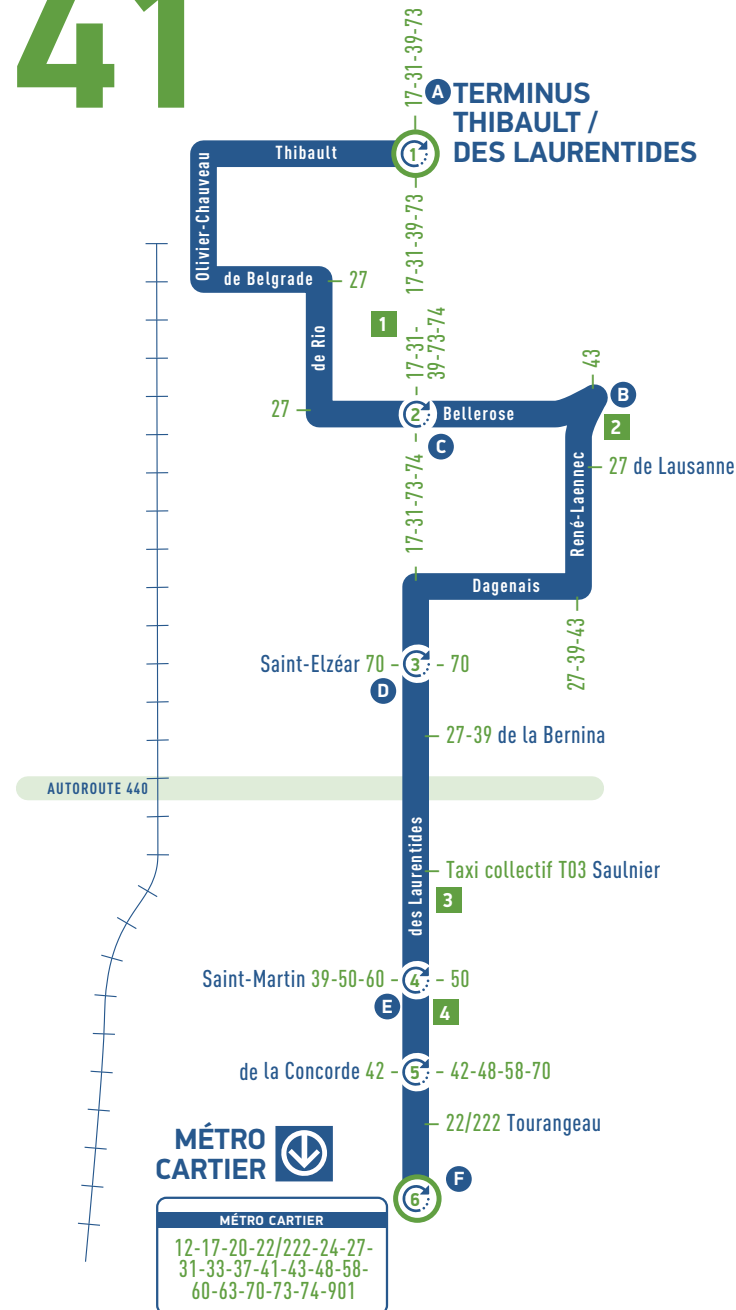 41
17-31-39-73
A TERMINUS
THIBAULT /
DES LAURENTIDES
Thibault
1
Olivier-Chauveau
17-31-39-73
de Belgrade
27
1
de Rio
17-31-
39-73-74
43
B
27
2
Bellerose
2
C
17-31-73-74
René-Laennec
27 de Lausanne
Dagenais
27-39-43
Saint-Elzéar 70
3
70
D
27-39 de la Bernina
AUTOROUTE 440
des Laurentides
Taxi collectif T03 Saulnier
3
Saint-Martin 39-50-60
4
50
E
4
de la Concorde 42
5
42-48-58-70
22/222 Tourangeau
MÉTRO
CARTIER
F
6
MÉTRO CARTIER
12-17-20-22/222-24-27-
31-33-37-41-43-48-58-
60-63-70-73-74-901